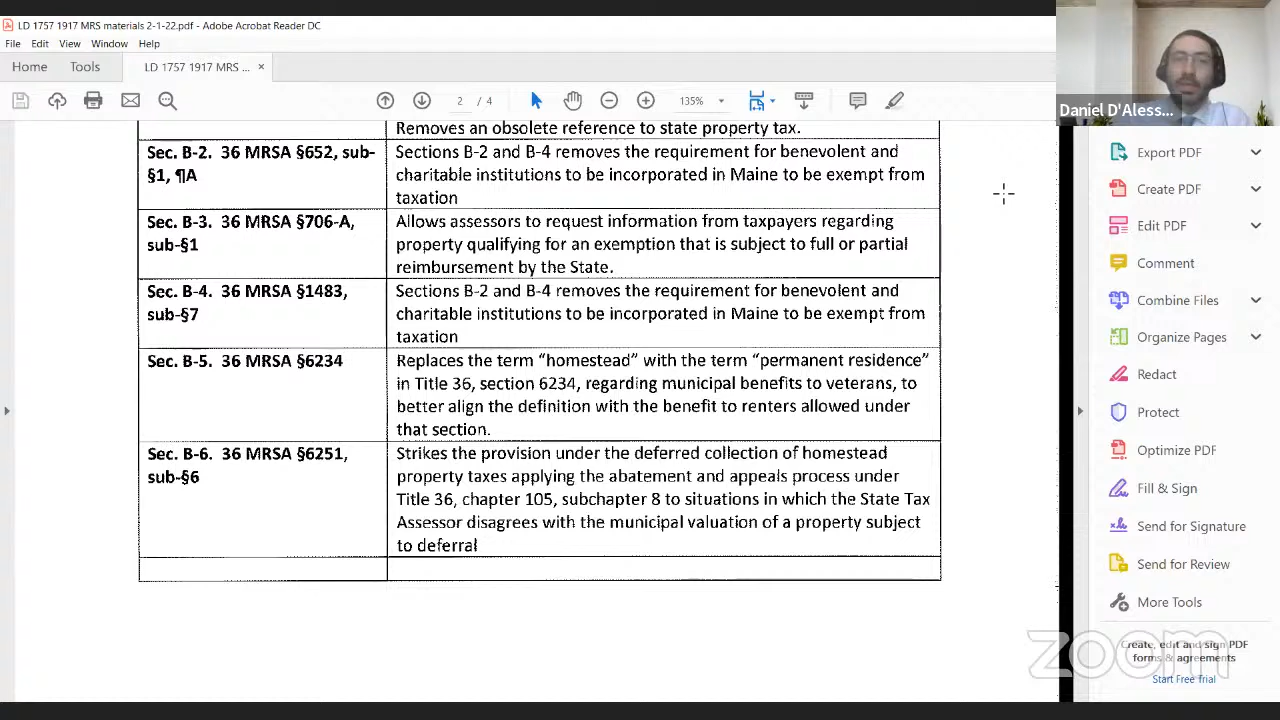 LD 1757 1917 MRS materials 2-1-22.pdf - Adobe Acrobat Reader DC
File Edit View Window Help
Home Tools LD 1757 1917 MRS ... ×
2 / 4 135%
Daniel D'Aless...
Removes an obsolete reference to state property tax.
Sec. B-2. 36 MRSA §652, sub-
§1, ¶A
Sections B-2 and B-4 removes the requirement for benevolent and
charitable institutions to be incorporated in Maine to be exempt from
taxation
Sec. B-3. 36 MRSA §706-A,
sub-§1
Allows assessors to request information from taxpayers regarding
property qualifying for an exemption that is subject to full or partial
reimbursement by the State.
Sec. B-4. 36 MRSA §1483,
sub-§7
Sections B-2 and B-4 removes the requirement for benevolent and
charitable institutions to be incorporated in Maine to be exempt from
taxation
Sec. B-5. 36 MRSA §6234
Replaces the term “homestead” with the term “permanent residence”
in Title 36, section 6234, regarding municipal benefits to veterans, to
better align the definition with the benefit to renters allowed under
that section.
Sec. B-6. 36 MRSA §6251,
sub-§6
Strikes the provision under the deferred collection of homestead
property taxes applying the abatement and appeals process under
Title 36, chapter 105, subchapter 8 to situations in which the State Tax
Assessor disagrees with the municipal valuation of a property subject
to deferral
Export PDF
Create PDF
Edit PDF
Comment
Combine Files
Organize Pages
Redact
Protect
Optimize PDF
Fill & Sign
Send for Signature
Send for Review
More Tools
Create, edit and sign PDF
forms & agreements
Start Free Trial
zoom